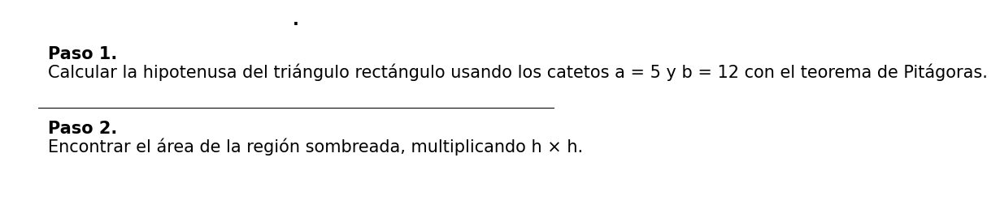 .
Paso 1.
Calcular la hipotenusa del triángulo rectángulo usando los catetos a = 5 y b = 12 con el teorema de Pitágoras.
Paso 2.
Encontrar el área de la región sombreada, multiplicando h × h.